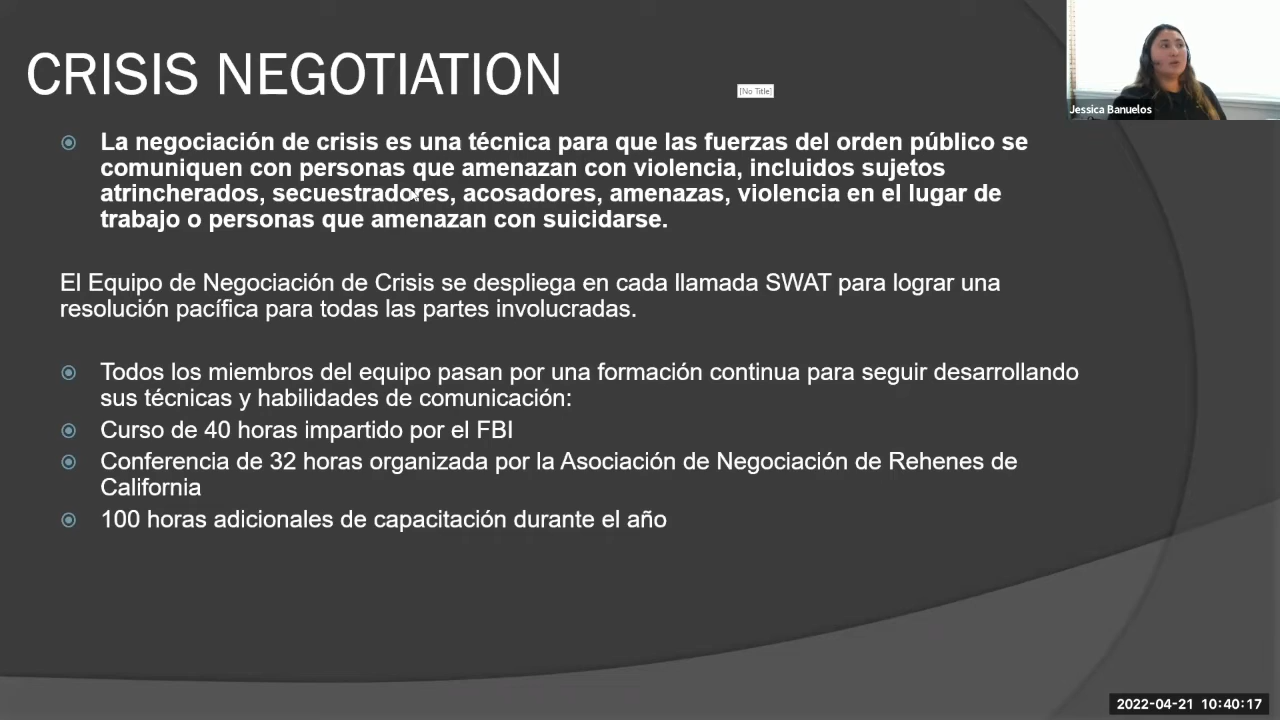 CRISIS NEGOTIATION
[No Title]
Jessica Banuelos
La negociación de crisis es una técnica para que las fuerzas del orden público se
comuniquen con personas que amenazan con violencia, incluidos sujetos
atrincherados, secuestradores, acosadores, amenazas, violencia en el lugar de
trabajo o personas que amenazan con suicidarse.
El Equipo de Negociación de Crisis se despliega en cada llamada SWAT para lograr una
resolución pacífica para todas las partes involucradas.
Todos los miembros del equipo pasan por una formación continua para seguir desarrollando
sus técnicas y habilidades de comunicación:
Curso de 40 horas impartido por el FBI
Conferencia de 32 horas organizada por la Asociación de Negociación de Rehenes de
California
100 horas adicionales de capacitación durante el año
2022-04-21 10:40:17